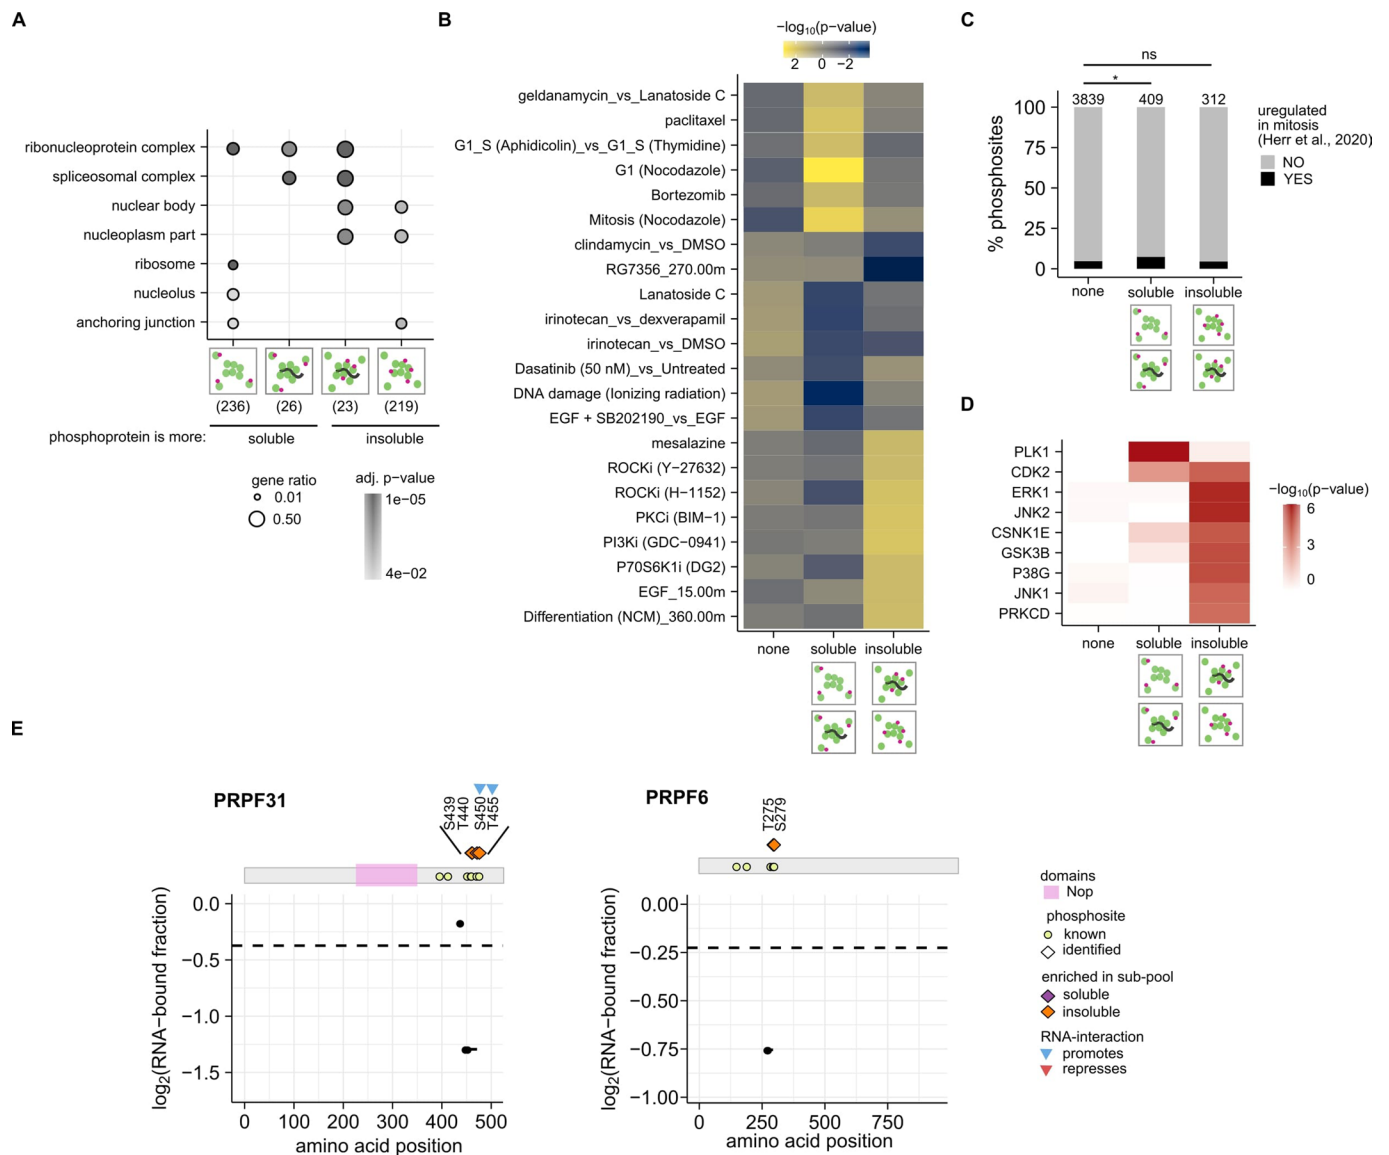 A
ribonucleoprotein complex
spliceosomal complex
nuclear body
nucleoplasm part
ribosome
nucleolus
anchoring junction
(236) (26) (23) (219)
phosphoprotein is more: soluble insoluble
gene ratio
0.01
0.50
adj. p-value
1e−05
4e−02
B
−log10(p−value)
2 0 −2
geldanamycin_vs_Lanatoside C
paclitaxel
G1_S (Aphidicolin)_vs_G1_S (Thymidine)
G1 (Nocodazole)
Bortezomib
Mitosis (Nocodazole)
clindamycin_vs_DMSO
RG7356_270.00m
Lanatoside C
irinotecan_vs_dexverapamil
irinotecan_vs_DMSO
Dasatinib (50 nM)_vs_Untreated
DNA damage (Ionizing radiation)
EGF + SB202190_vs_EGF
mesalazine
ROCKi (Y−27632)
ROCKi (H−1152)
PKCi (BIM−1)
PI3Ki (GDC−0941)
P70S6K1i (DG2)
EGF_15.00m
Differentiation (NCM)_360.00m
none soluble insoluble
C
ns
*
3839 409 312
100
75
50
25
0
% phosphosites
none soluble insoluble
uregulated
in mitosis
(Herr et al., 2020)
NO
YES
D
PLK1
CDK2
ERK1
JNK2
CSNK1E
GSK3B
P38G
JNK1
PRKCD
none soluble insoluble
−log10(p−value)
6
3
0
E
PRPF31
S439
T440
S450
T455
log2(RNA−bound fraction)
0.0
−0.5
−1.0
−1.5
0 100 200 300 400 500
amino acid position
PRPF6
T275
S279
log2(RNA−bound fraction)
0.00
−0.25
−0.50
−0.75
−1.00
0 250 500 750
amino acid position
domains
Nop
phosphosite
known
identified
enriched in sub-pool
soluble
insoluble
RNA-interaction
promotes
represses